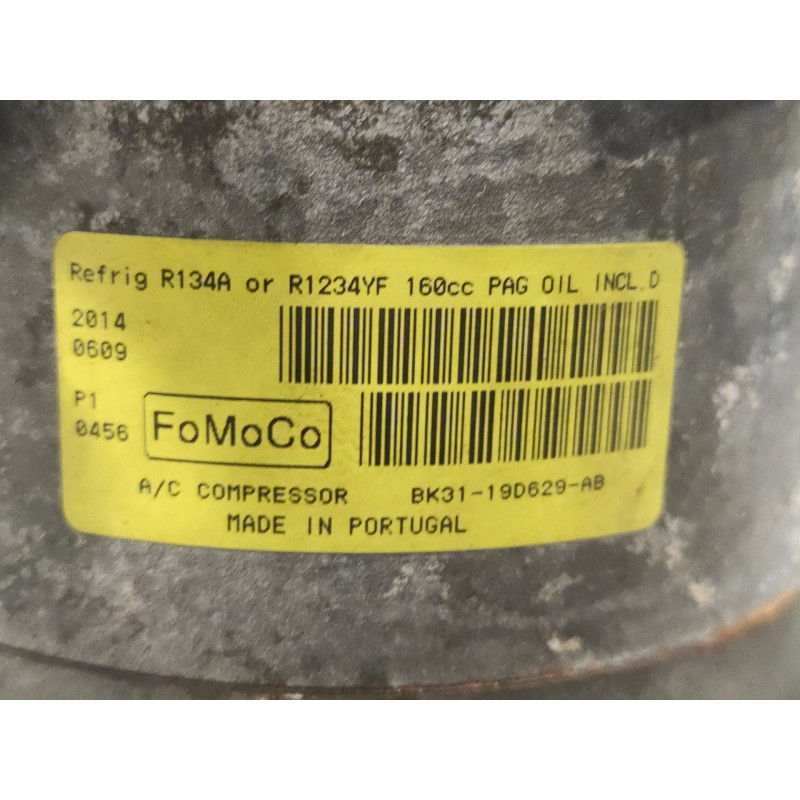 Refrig R134A or R1234YF 160cc PAG OIL INCL.D
2014
0609
P1
0456
FoMoCo
A/C COMPRESSOR BK31-19D629-AB
MADE IN PORTUGAL